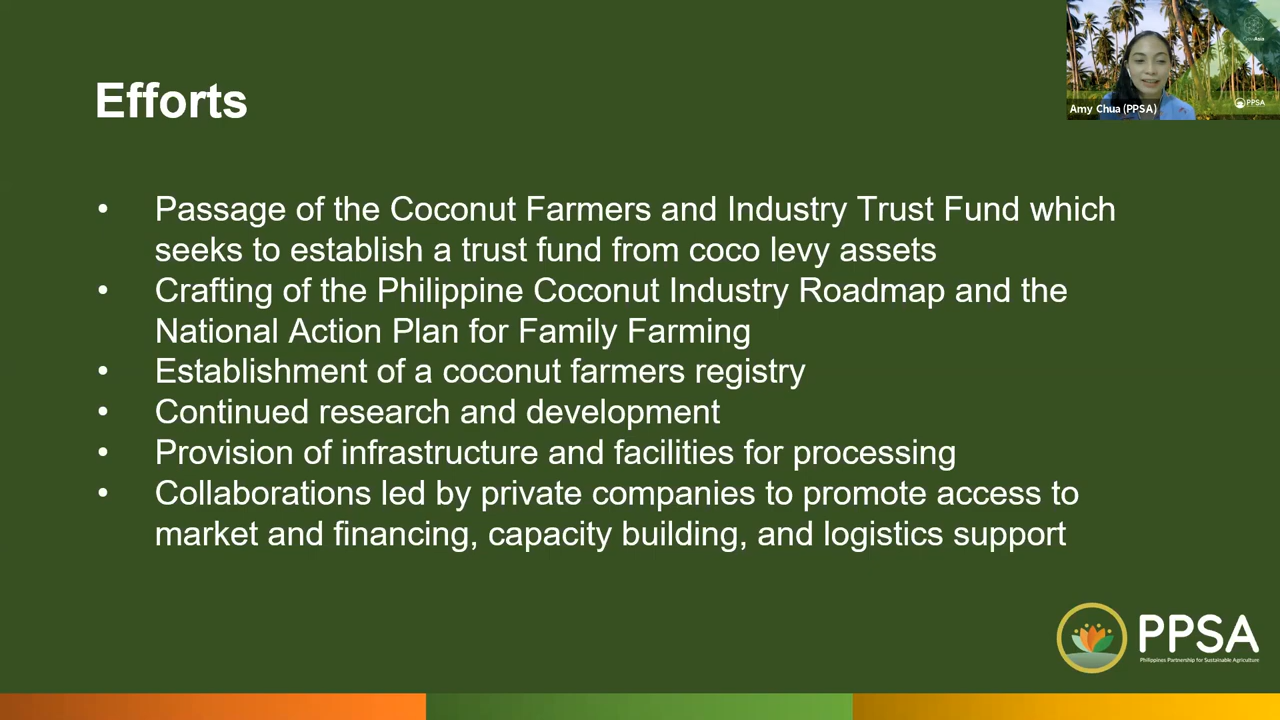 Efforts
• Passage of the Coconut Farmers and Industry Trust Fund which
seeks to establish a trust fund from coco levy assets
• Crafting of the Philippine Coconut Industry Roadmap and the
National Action Plan for Family Farming
• Establishment of a coconut farmers registry
• Continued research and development
• Provision of infrastructure and facilities for processing
• Collaborations led by private companies to promote access to
market and financing, capacity building, and logistics support
Amy Chua (PPSA)
PPSA
PPSA
Philippines Partnership for Sustainable Agriculture